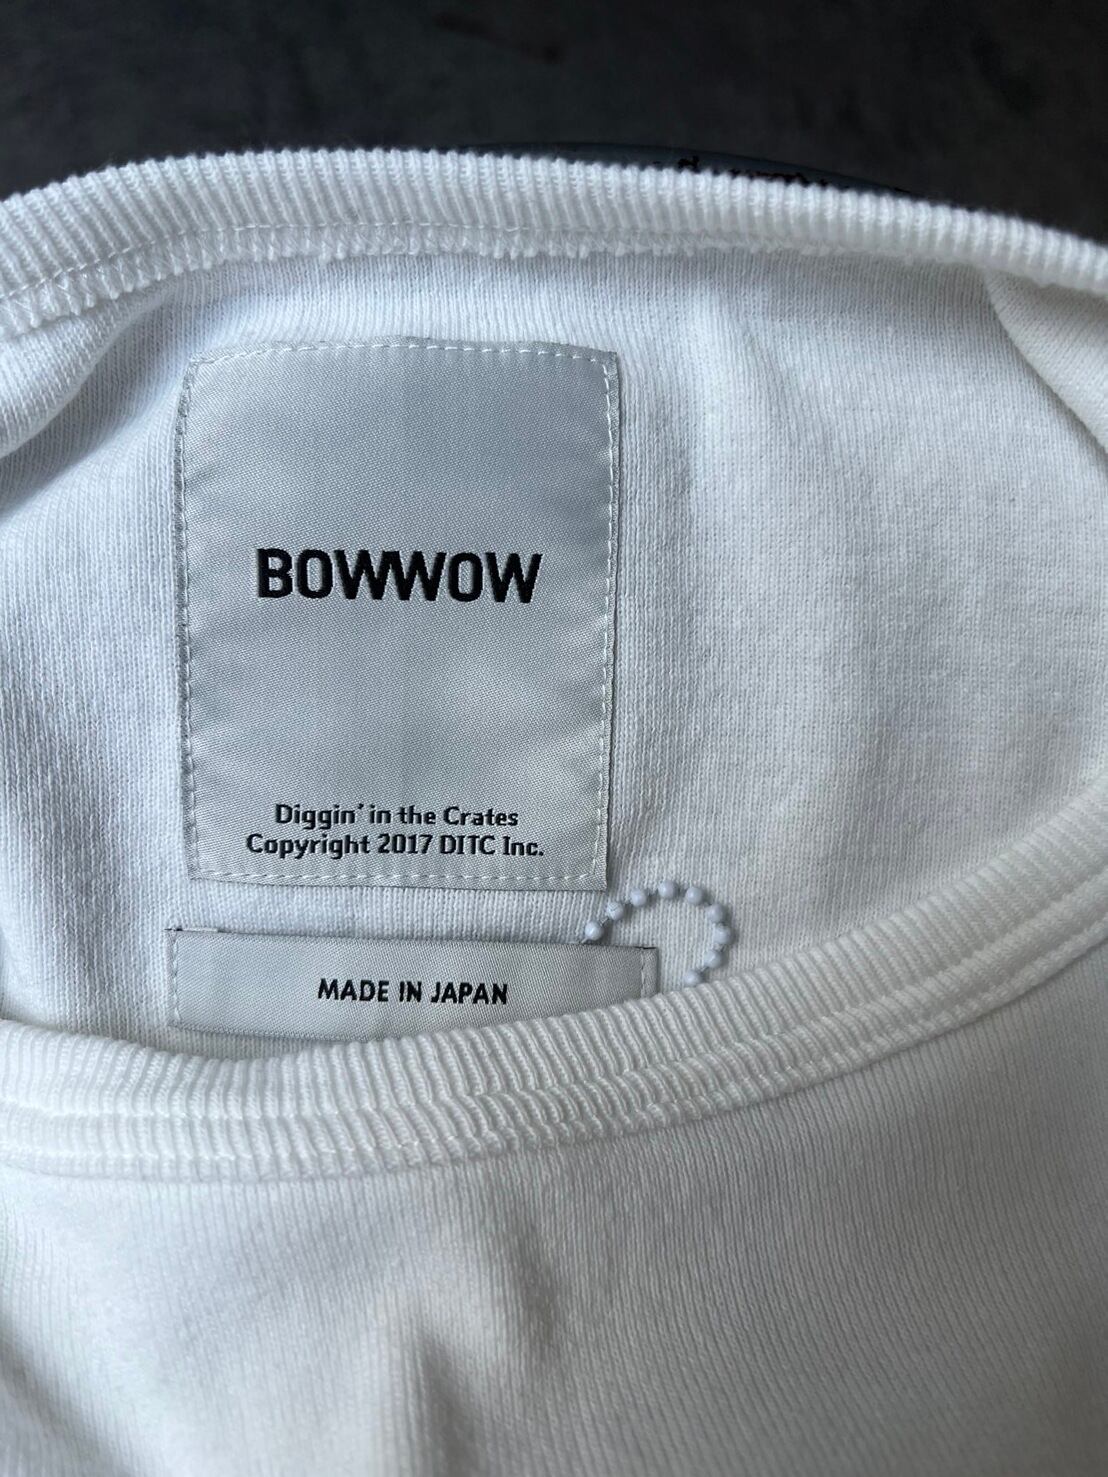 BOWWOW
Diggin' in the Crates
Copyright 2017 DITC Inc.
MADE IN JAPAN